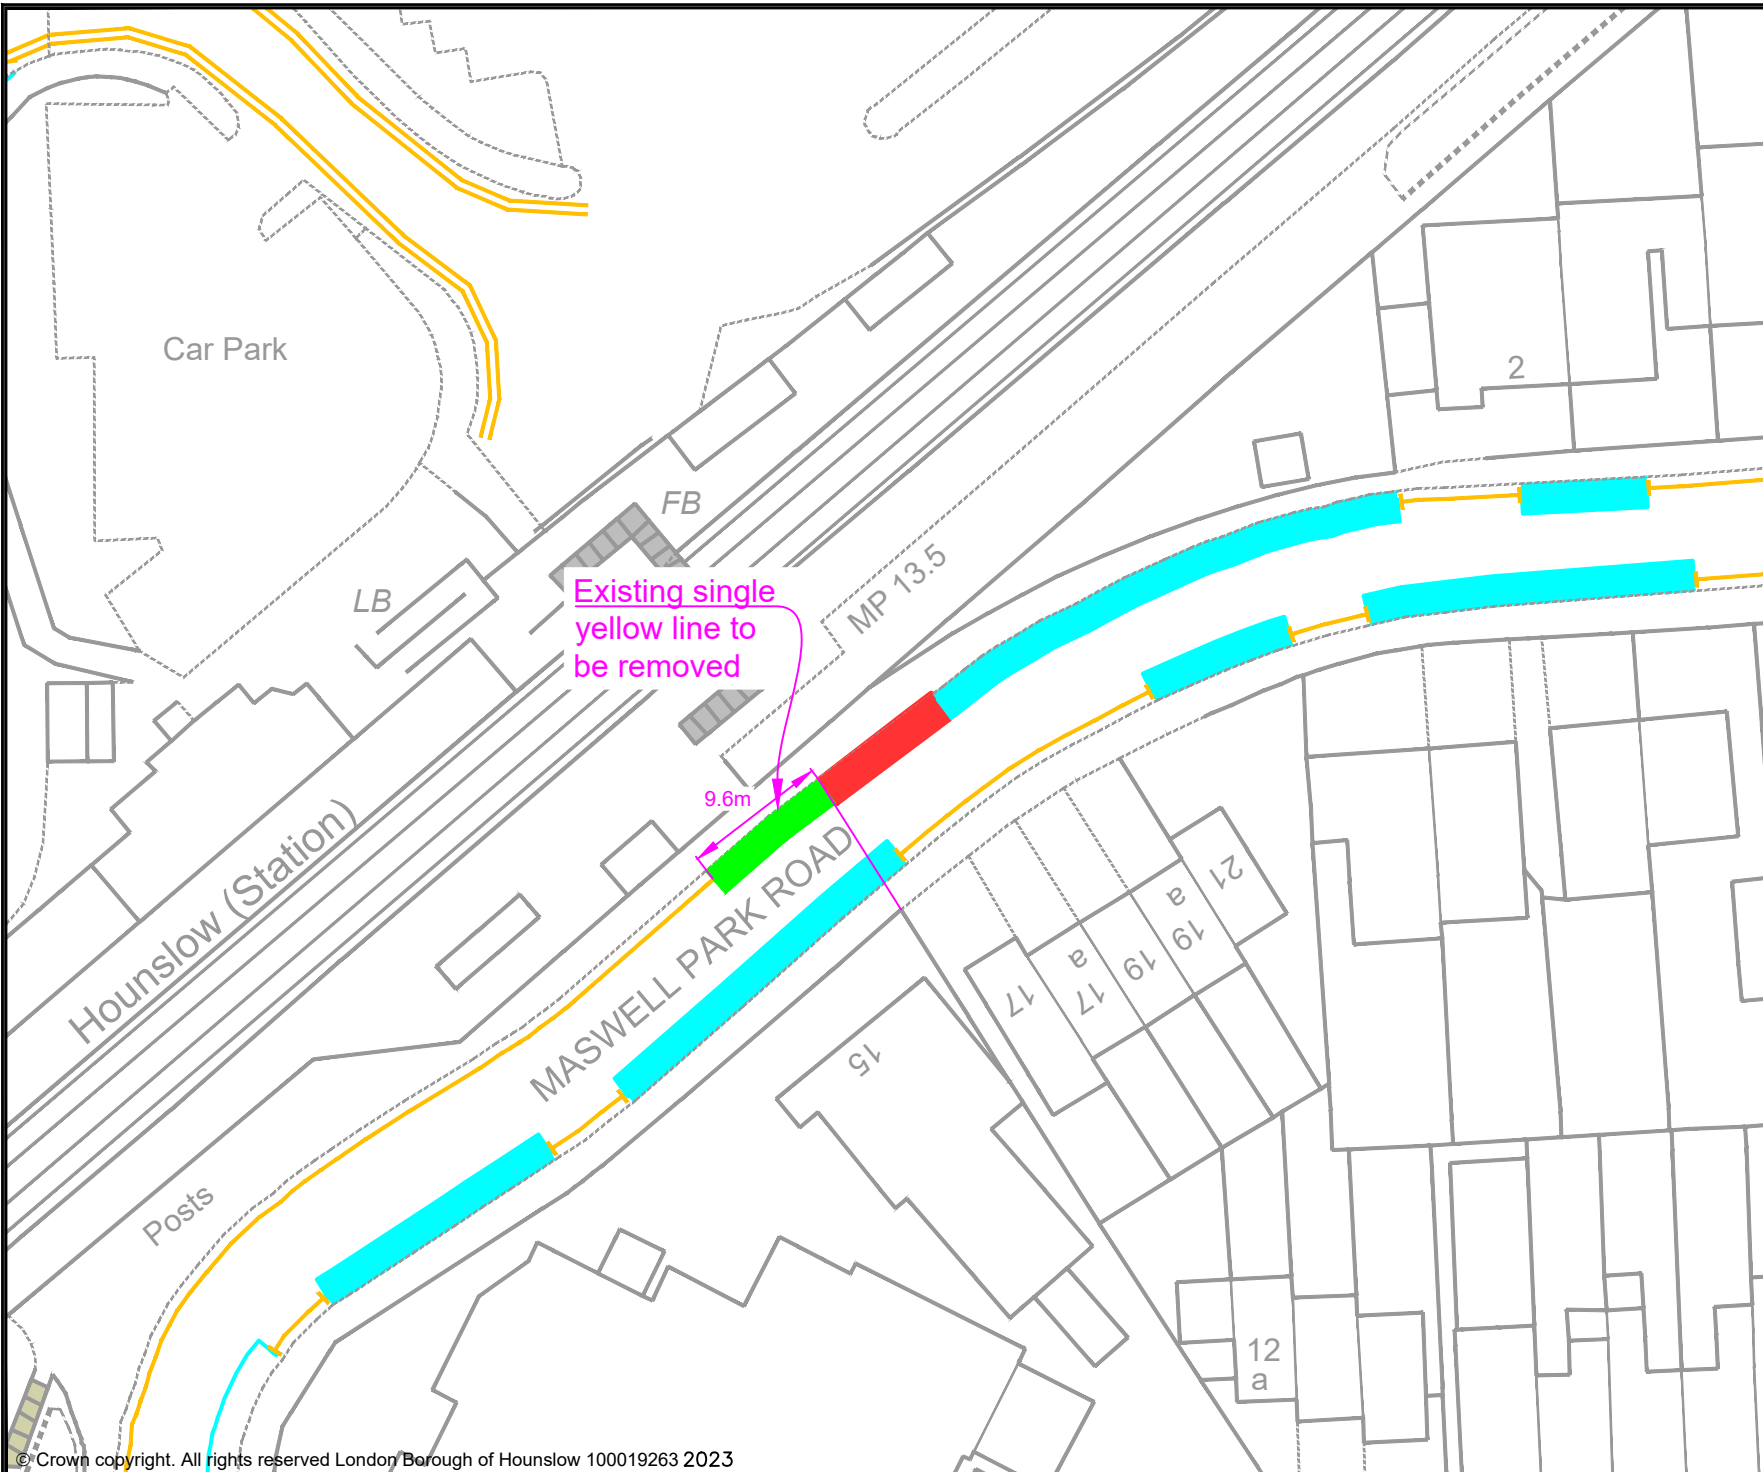 Car Park
2
FB
MP 13.5
LB
Existing single
yellow line to
be removed
9.6m
Hounslow (Station)
MASWELL PARK ROAD
21
19
a
19
17
a
17
15
Posts
12
a
© Crown copyright. All rights reserved London Borough of Hounslow 100019263 2023